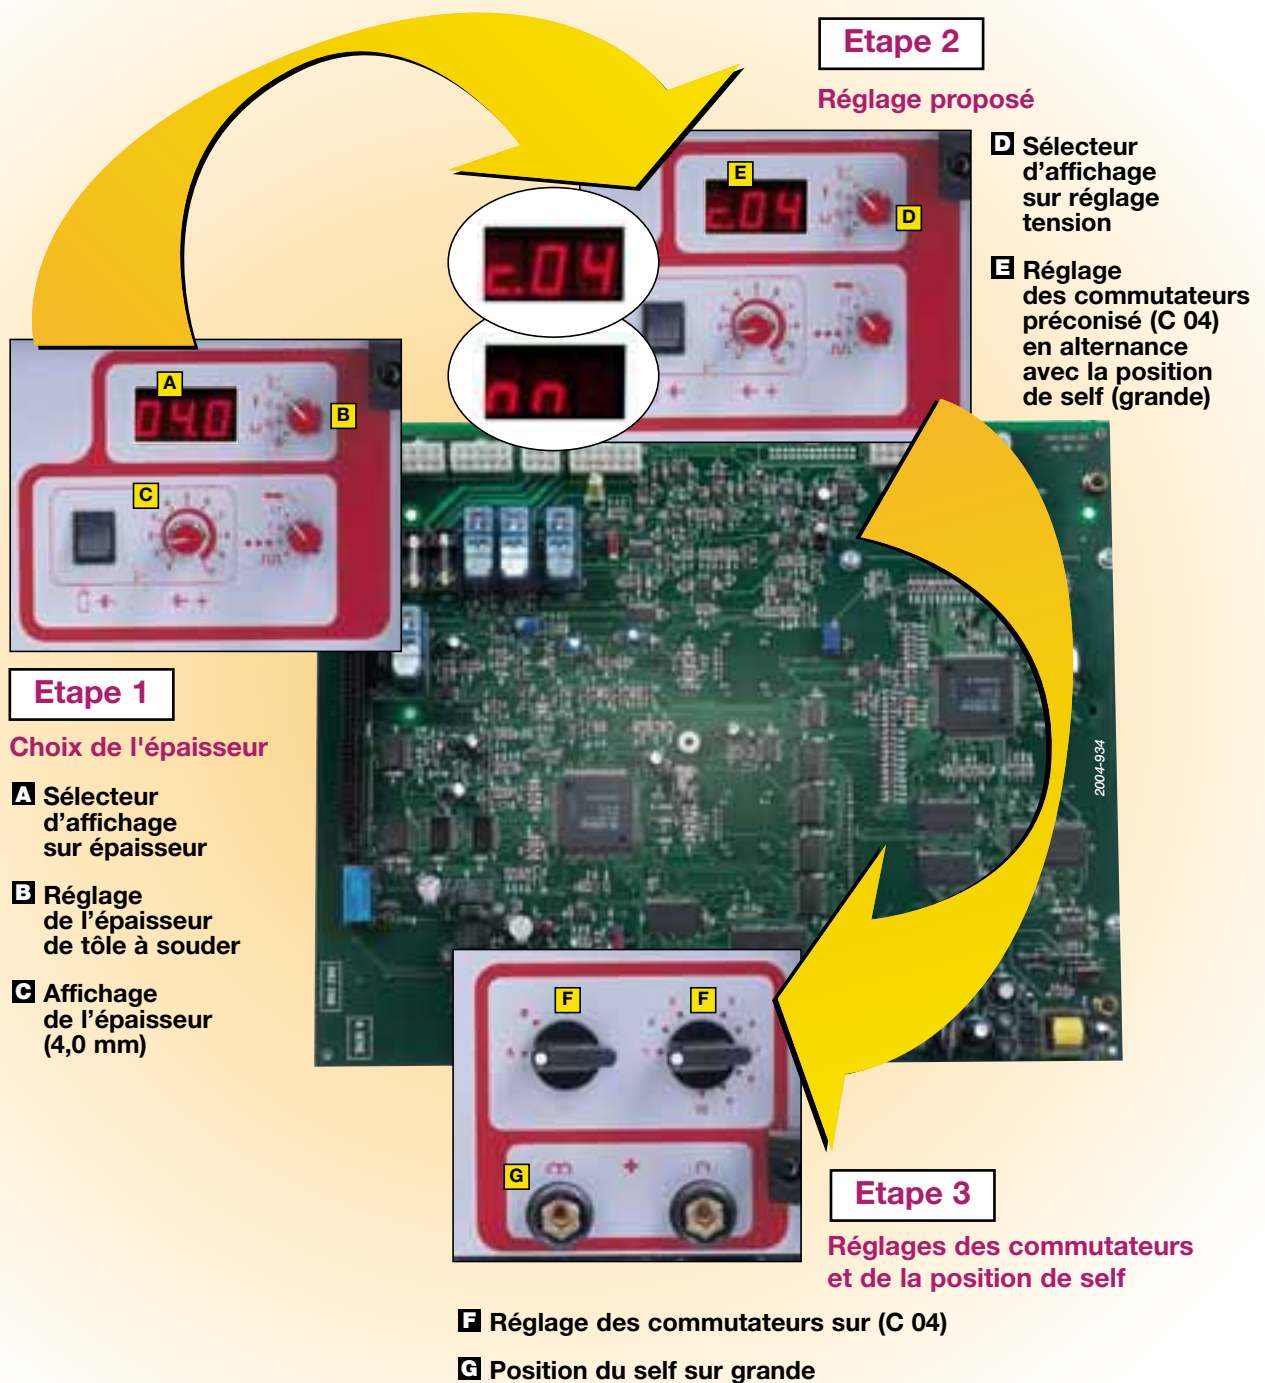 Etape 2
Réglage proposé
D Sélecteur
d'affichage
sur réglage
tension
E Réglage
des commutateurs
préconisé (C 04)
en alternance
avec la position
de self (grande)
E
c.04
D
c.04
A
04.0
B
C
Etape 1
Choix de l'épaisseur
A Sélecteur
d'affichage
sur épaisseur
B Réglage
de l'épaisseur
de tôle à souder
C Affichage
de l'épaisseur
(4,0 mm)
2004-934
F
F
G
+
Etape 3
Réglages des commutateurs
et de la position de self
F Réglage des commutateurs sur (C 04)
G Position du self sur grande